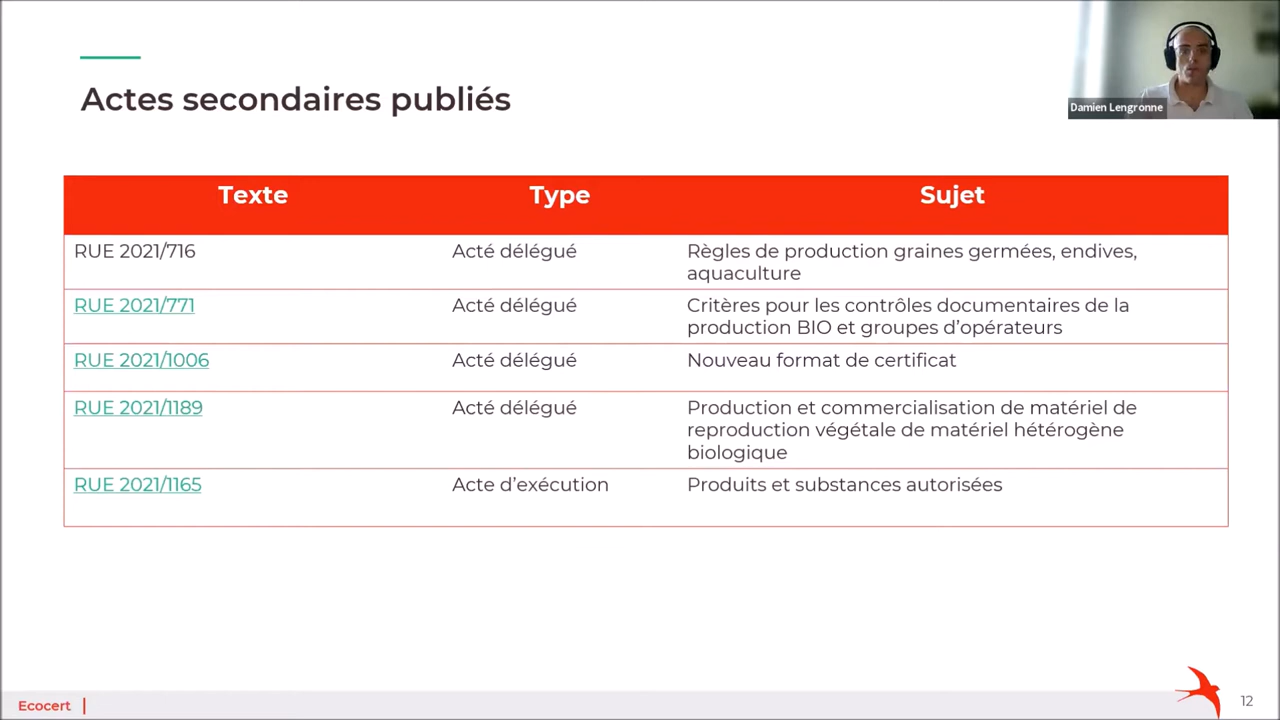 Damien Lengronne
Actes secondaires publiés
Texte Type Sujet
RUE 2021/716 Acté délégué Règles de production graines germées, endives,
aquaculture
RUE 2021/771 Acté délégué Critères pour les contrôles documentaires de la
production BIO et groupes d’opérateurs
RUE 2021/1006 Acté délégué Nouveau format de certificat
RUE 2021/1189 Acté délégué Production et commercialisation de matériel de
reproduction végétale de matériel hétérogène
biologique
RUE 2021/1165 Acte d’exécution Produits et substances autorisées
Ecocert |
12